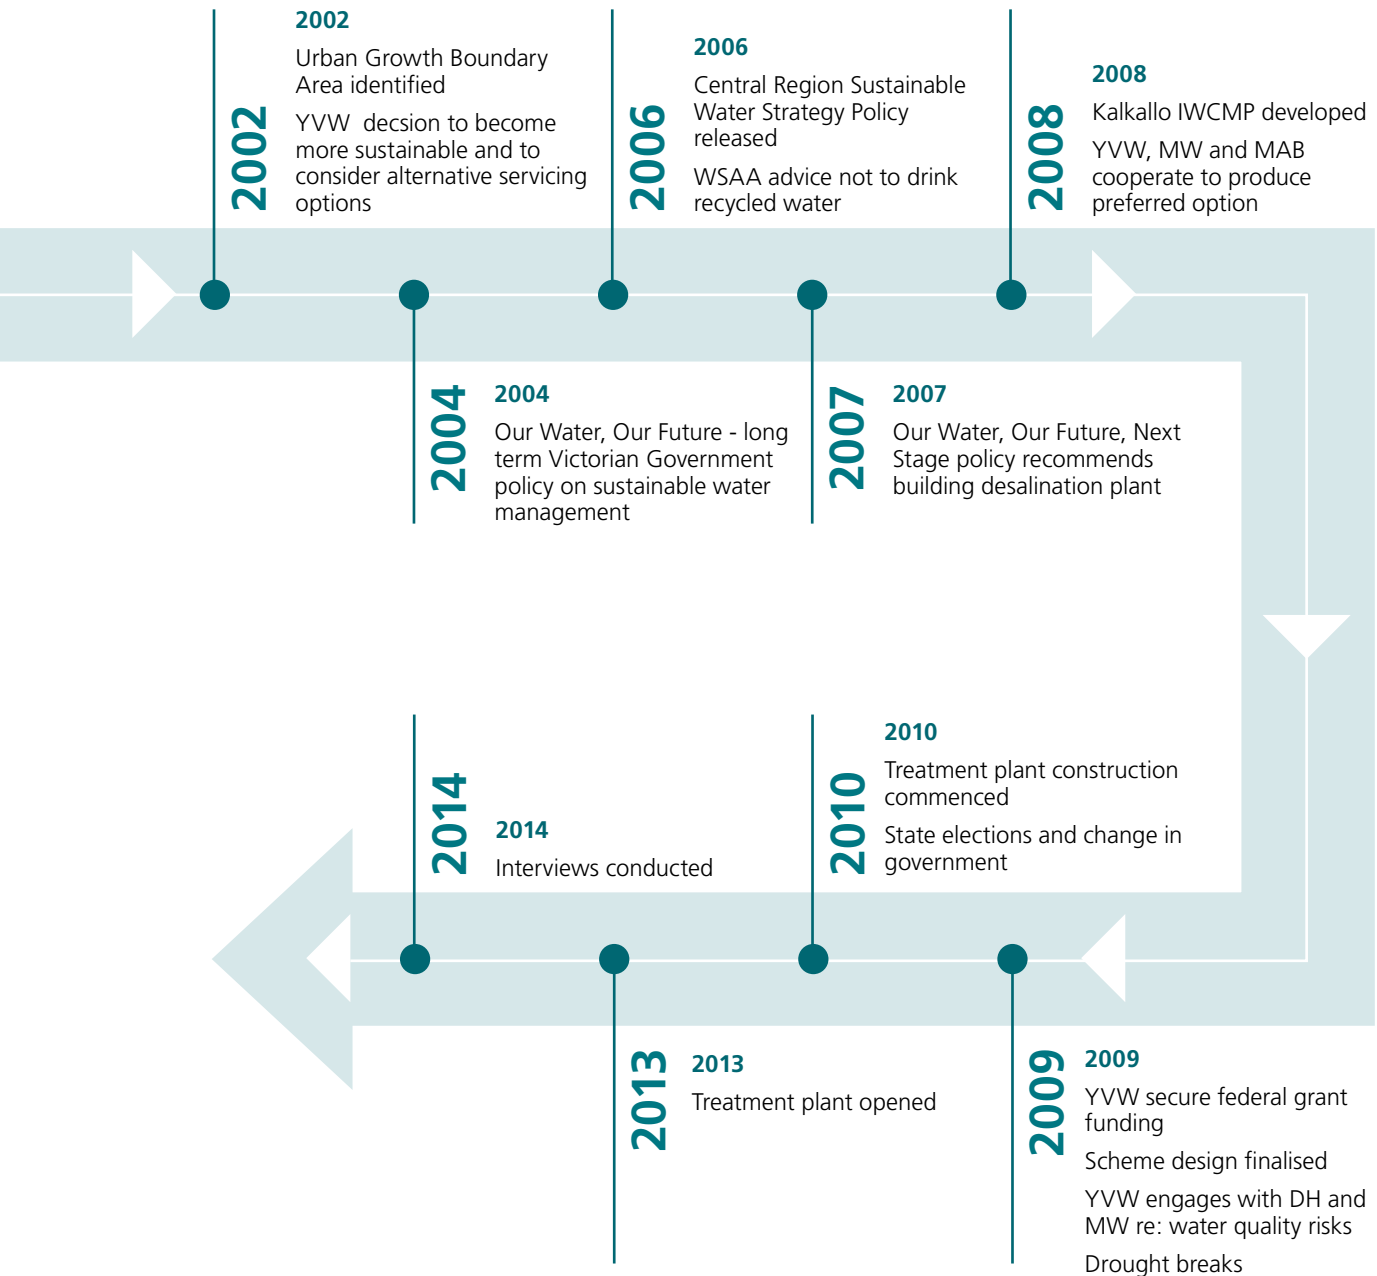 2002
2002
Urban Growth Boundary
Area identified
YVW decsion to become
more sustainable and to
consider alternative servicing
options
2004
2004
Our Water, Our Future - long
term Victorian Government
policy on sustainable water
management
2006
2006
Central Region Sustainable
Water Strategy Policy
released
WSAA advice not to drink
recycled water
2007
2007
Our Water, Our Future, Next
Stage policy recommends
building desalination plant
2008
2008
Kalkallo IWCMP developed
YVW, MW and MAB
cooperate to produce
preferred option
2009
2009
YVW secure federal grant
funding
Scheme design finalised
YVW engages with DH and
MW re: water quality risks
Drought breaks
2010
2010
Treatment plant construction
commenced
State elections and change in
government
2013
2013
Treatment plant opened
2014
2014
Interviews conducted